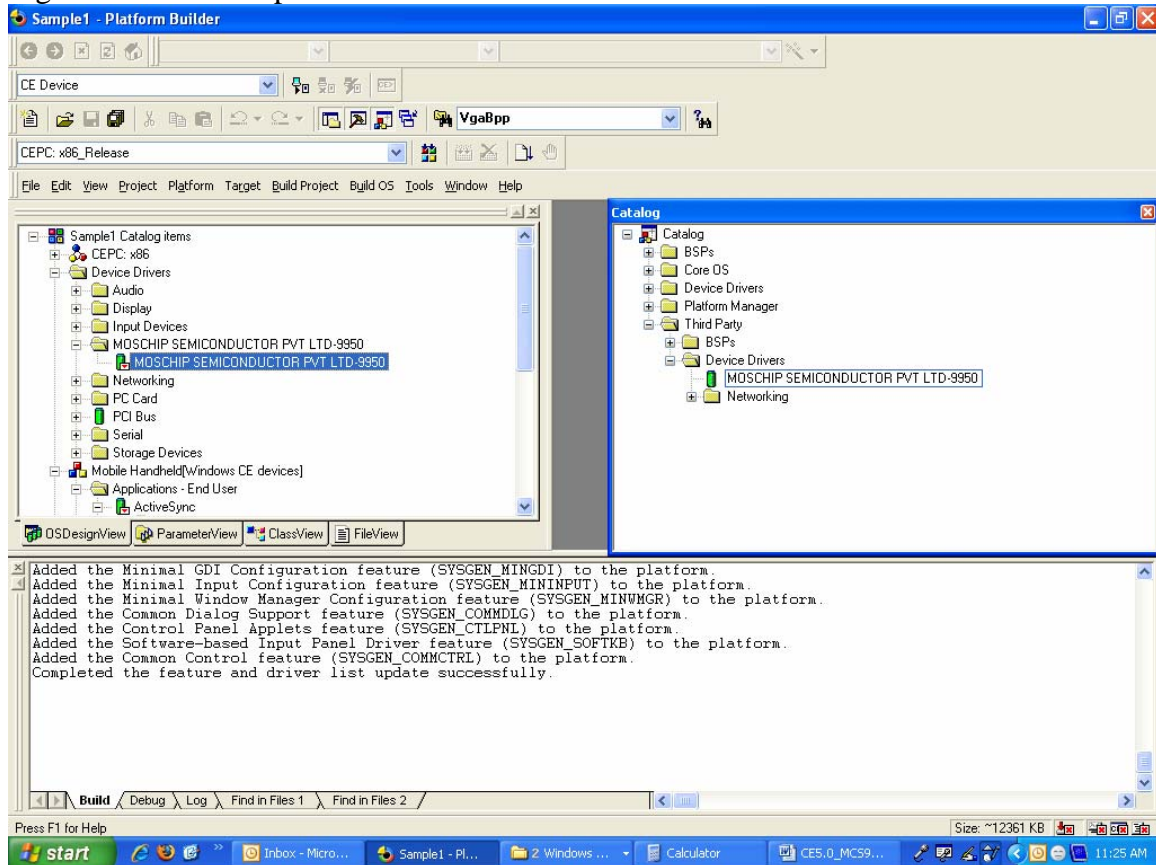 Sample1 - Platform Builder
CE Device
VgaBpp
CEPC: x86_Release
File Edit View Project Platform Target Build Project Build OS Tools Window Help
Sample1 Catalog items
CEPC: x86
Device Drivers
Audio
Display
Input Devices
MOSCHIP SEMICONDUCTOR PVT LTD-9950
MOSCHIP SEMICONDUCTOR PVT LTD-9950
Networking
PC Card
PCI Bus
Serial
Storage Devices
Mobile Handheld[Windows CE devices]
Applications - End User
ActiveSync
OSDesignView ParameterView ClassView FileView
Catalog
Catalog
BSPs
Core OS
Device Drivers
Platform Manager
Third Party
BSPs
Device Drivers
MOSCHIP SEMICONDUCTOR PVT LTD-9950
Networking
Added the Minimal GDI Configuration feature (SYSGEN_MINGDI) to the platform.
Added the Minimal Input Configuration feature (SYSGEN_MININPUT) to the platform.
Added the Minimal Window Manager Configuration feature (SYSGEN_MINWMGR) to the platform.
Added the Common Dialog Support feature (SYSGEN_COMMDLG) to the platform.
Added the Control Panel Applets feature (SYSGEN_CTLPNL) to the platform.
Added the Software-based Input Panel Driver feature (SYSGEN_SOFTKB) to the platform.
Added the Common Control feature (SYSGEN_COMMCTRL) to the platform.
Completed the feature and driver list update successfully.
Build Debug Log Find in Files 1 Find in Files 2
Press F1 for Help
Size: ~12361 KB
start Inbox - Micro... Sample1 - Pl... 2 Windows ... Calculator CE5.0_MCS9... 11:25 AM